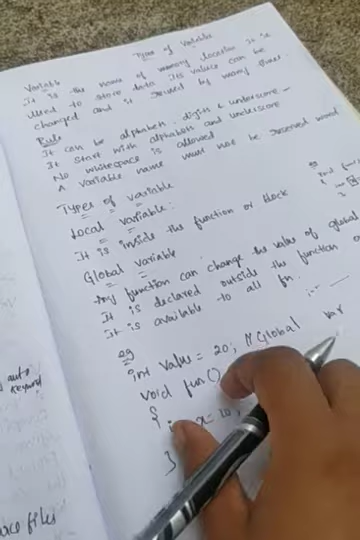 Types of Variable
Variable
It is the name of memory location. It is
used to store data. Its value can be
changed and it reused by many times.
Rule
It can be alphabets, digits & underscore
It start with alphabets and underscore
No whitespace is allowed.
A variable name must not be reserved word
Types of variable
Local variable:
It is inside the function or block
Global variable
Any function can change the value of global
It is declared outside the function
It is available to all fn.
eg
int value = 20; // Global var
void fun()
{
x=10;
}
auto
keyword
files